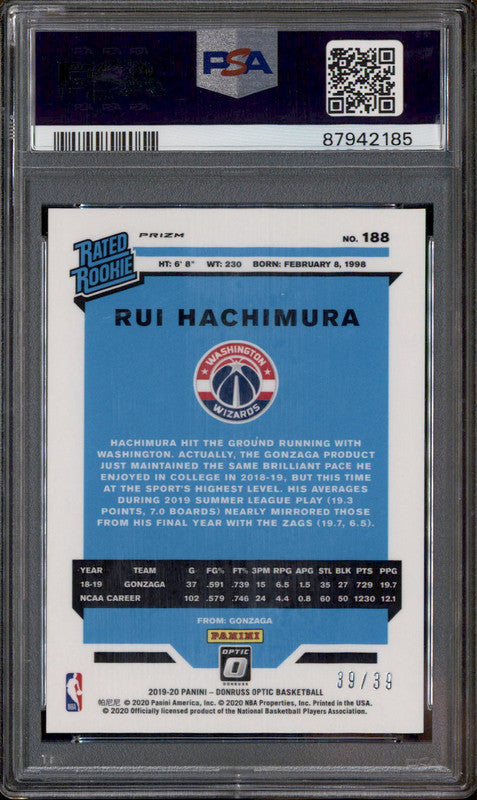 PSA
87942185
RATED
ROOKIE
PRIZM
NO. 188
HT: 6' 8" WT: 230 BORN: FEBRUARY 8, 1998
RUI HACHIMURA
WASHINGTON
WIZARDS
HACHIMURA HIT THE GROUND RUNNING WITH
WASHINGTON. ACTUALLY, THE GONZAGA PRODUCT
JUST MAINTAINED THE SAME BRILLIANT PACE HE
ENJOYED IN COLLEGE IN 2018-19, BUT THIS TIME
AT THE SPORT'S HIGHEST LEVEL. HIS AVERAGES
DURING 2019 SUMMER LEAGUE PLAY (19.3
POINTS, 7.0 BOARDS) NEARLY MIRRORED THOSE
FROM HIS FINAL YEAR WITH THE ZAGS (19.7, 6.5).
YEAR TEAM G FG% FT% 3PM RPG APG STL BLK PTS PPG
18-19 GONZAGA 37 .591 .739 15 6.5 1.5 35 27 729 19.7
NCAA CAREER 102 .579 .746 24 4.4 0.8 60 50 1230 12.1
FROM: GONZAGA
PANINI
OPTIC
DONRUSS
NBA
2019-20 PANINI – DONRUSS OPTIC BASKETBALL
39/39
帕尼尼 © 2020 Panini America, Inc. © 2020 NBA Properties, Inc. Printed in the USA.
© 2020 Officially licensed product of the National Basketball Players Association.